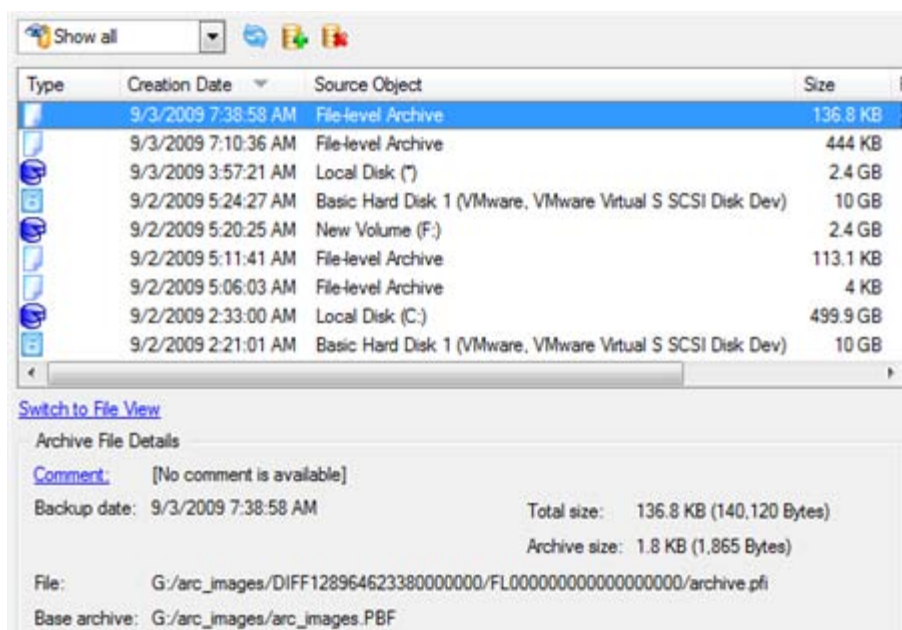 Show all
Type Creation Date Source Object Size
9/3/2009 7:38:58 AM File-level Archive 136.8 KB
9/3/2009 7:10:36 AM File-level Archive 444 KB
9/3/2009 3:57:21 AM Local Disk (*) 2.4 GB
9/2/2009 5:24:27 AM Basic Hard Disk 1 (VMware, VMware Virtual S SCSI Disk Dev) 10 GB
9/2/2009 5:20:25 AM New Volume (F:) 2.4 GB
9/2/2009 5:11:41 AM File-level Archive 113.1 KB
9/2/2009 5:06:03 AM File-level Archive 4 KB
9/2/2009 2:33:00 AM Local Disk (C:) 499.9 GB
9/2/2009 2:21:01 AM Basic Hard Disk 1 (VMware, VMware Virtual S SCSI Disk Dev) 10 GB
Switch to File View
Archive File Details
Comment: [No comment is available]
Backup date: 9/3/2009 7:38:58 AM Total size: 136.8 KB (140,120 Bytes)
Archive size: 1.8 KB (1,865 Bytes)
File: G:/arc_images/DIFF128964623380000000/FL000000000000000000/archive.pfi
Base archive: G:/arc_images/arc_images.PBF